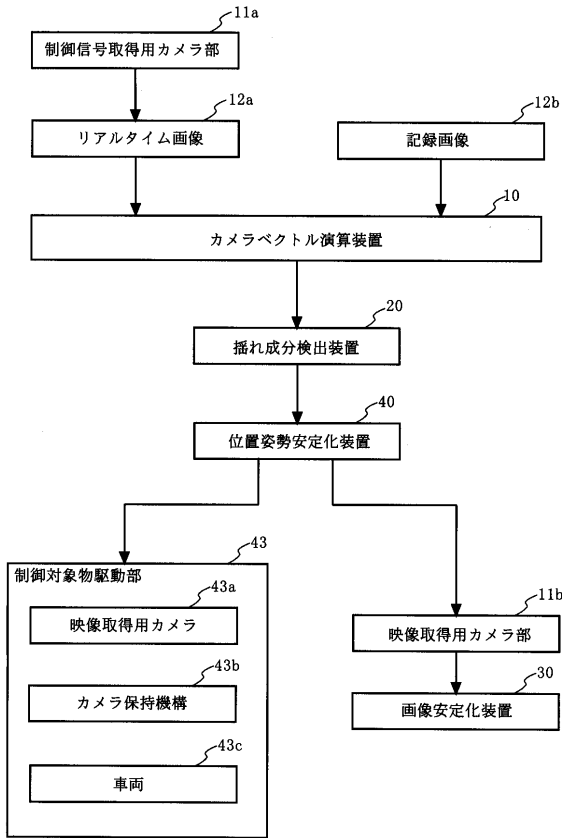 11a
制御信号取得用カメラ部
12a
リアルタイム画像
12b
記録画像
10
カメラベクトル演算装置
20
揺れ成分検出装置
40
位置姿勢安定化装置
43
制御対象物駆動部
43a
映像取得用カメラ
43b
カメラ保持機構
43c
車両
11b
映像取得用カメラ部
30
画像安定化装置